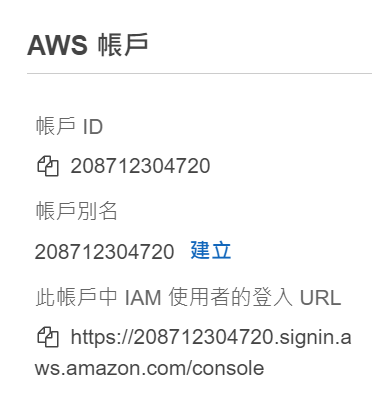 AWS 帳戶
帳戶 ID
208712304720
帳戶別名
208712304720 建立
此帳戶中 IAM 使用者的登入 URL
https://208712304720.signin.a
ws.amazon.com/console